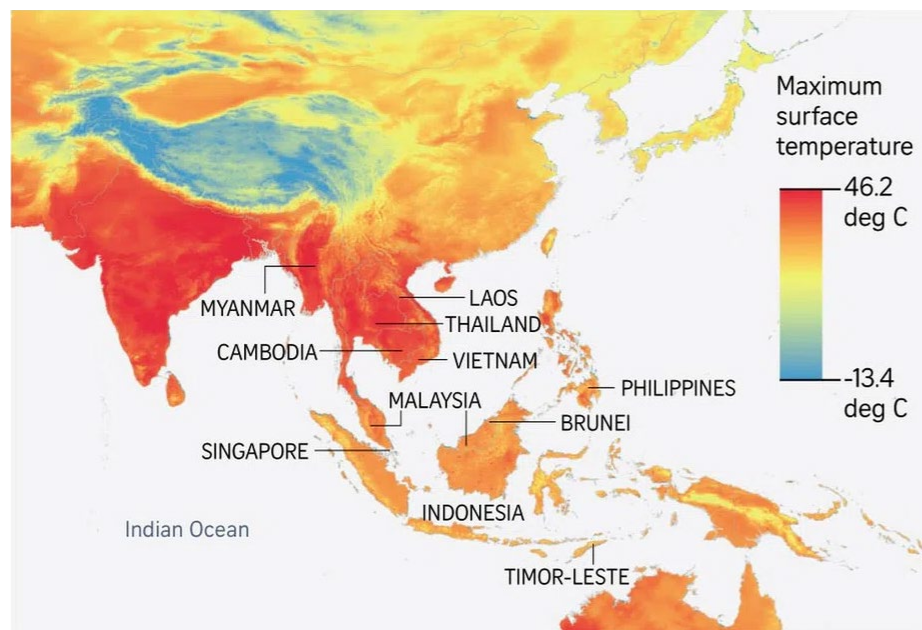 Maximum
surface
temperature
46.2
deg C
-13.4
deg C
MYANMAR
LAOS
THAILAND
CAMBODIA
VIETNAM
PHILIPPINES
MALAYSIA
BRUNEI
SINGAPORE
INDONESIA
Indian Ocean
TIMOR-LESTE